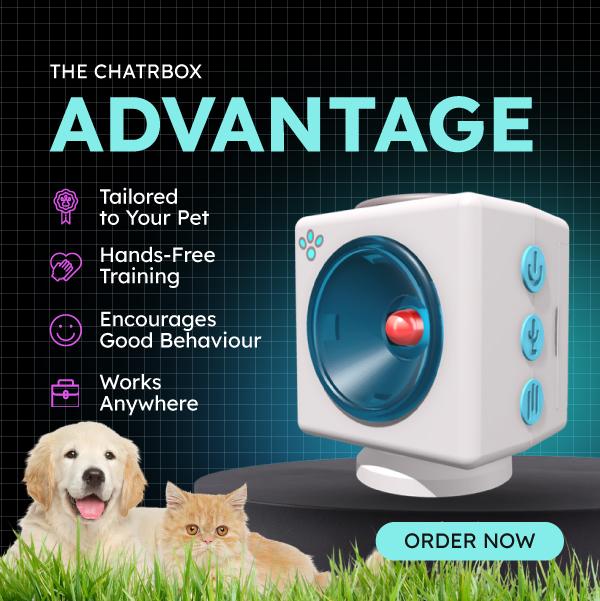 THE CHATRBOX
ADVANTAGE
Tailored
to Your Pet
Hands-Free
Training
Encourages
Good Behaviour
Works
Anywhere
ORDER NOW